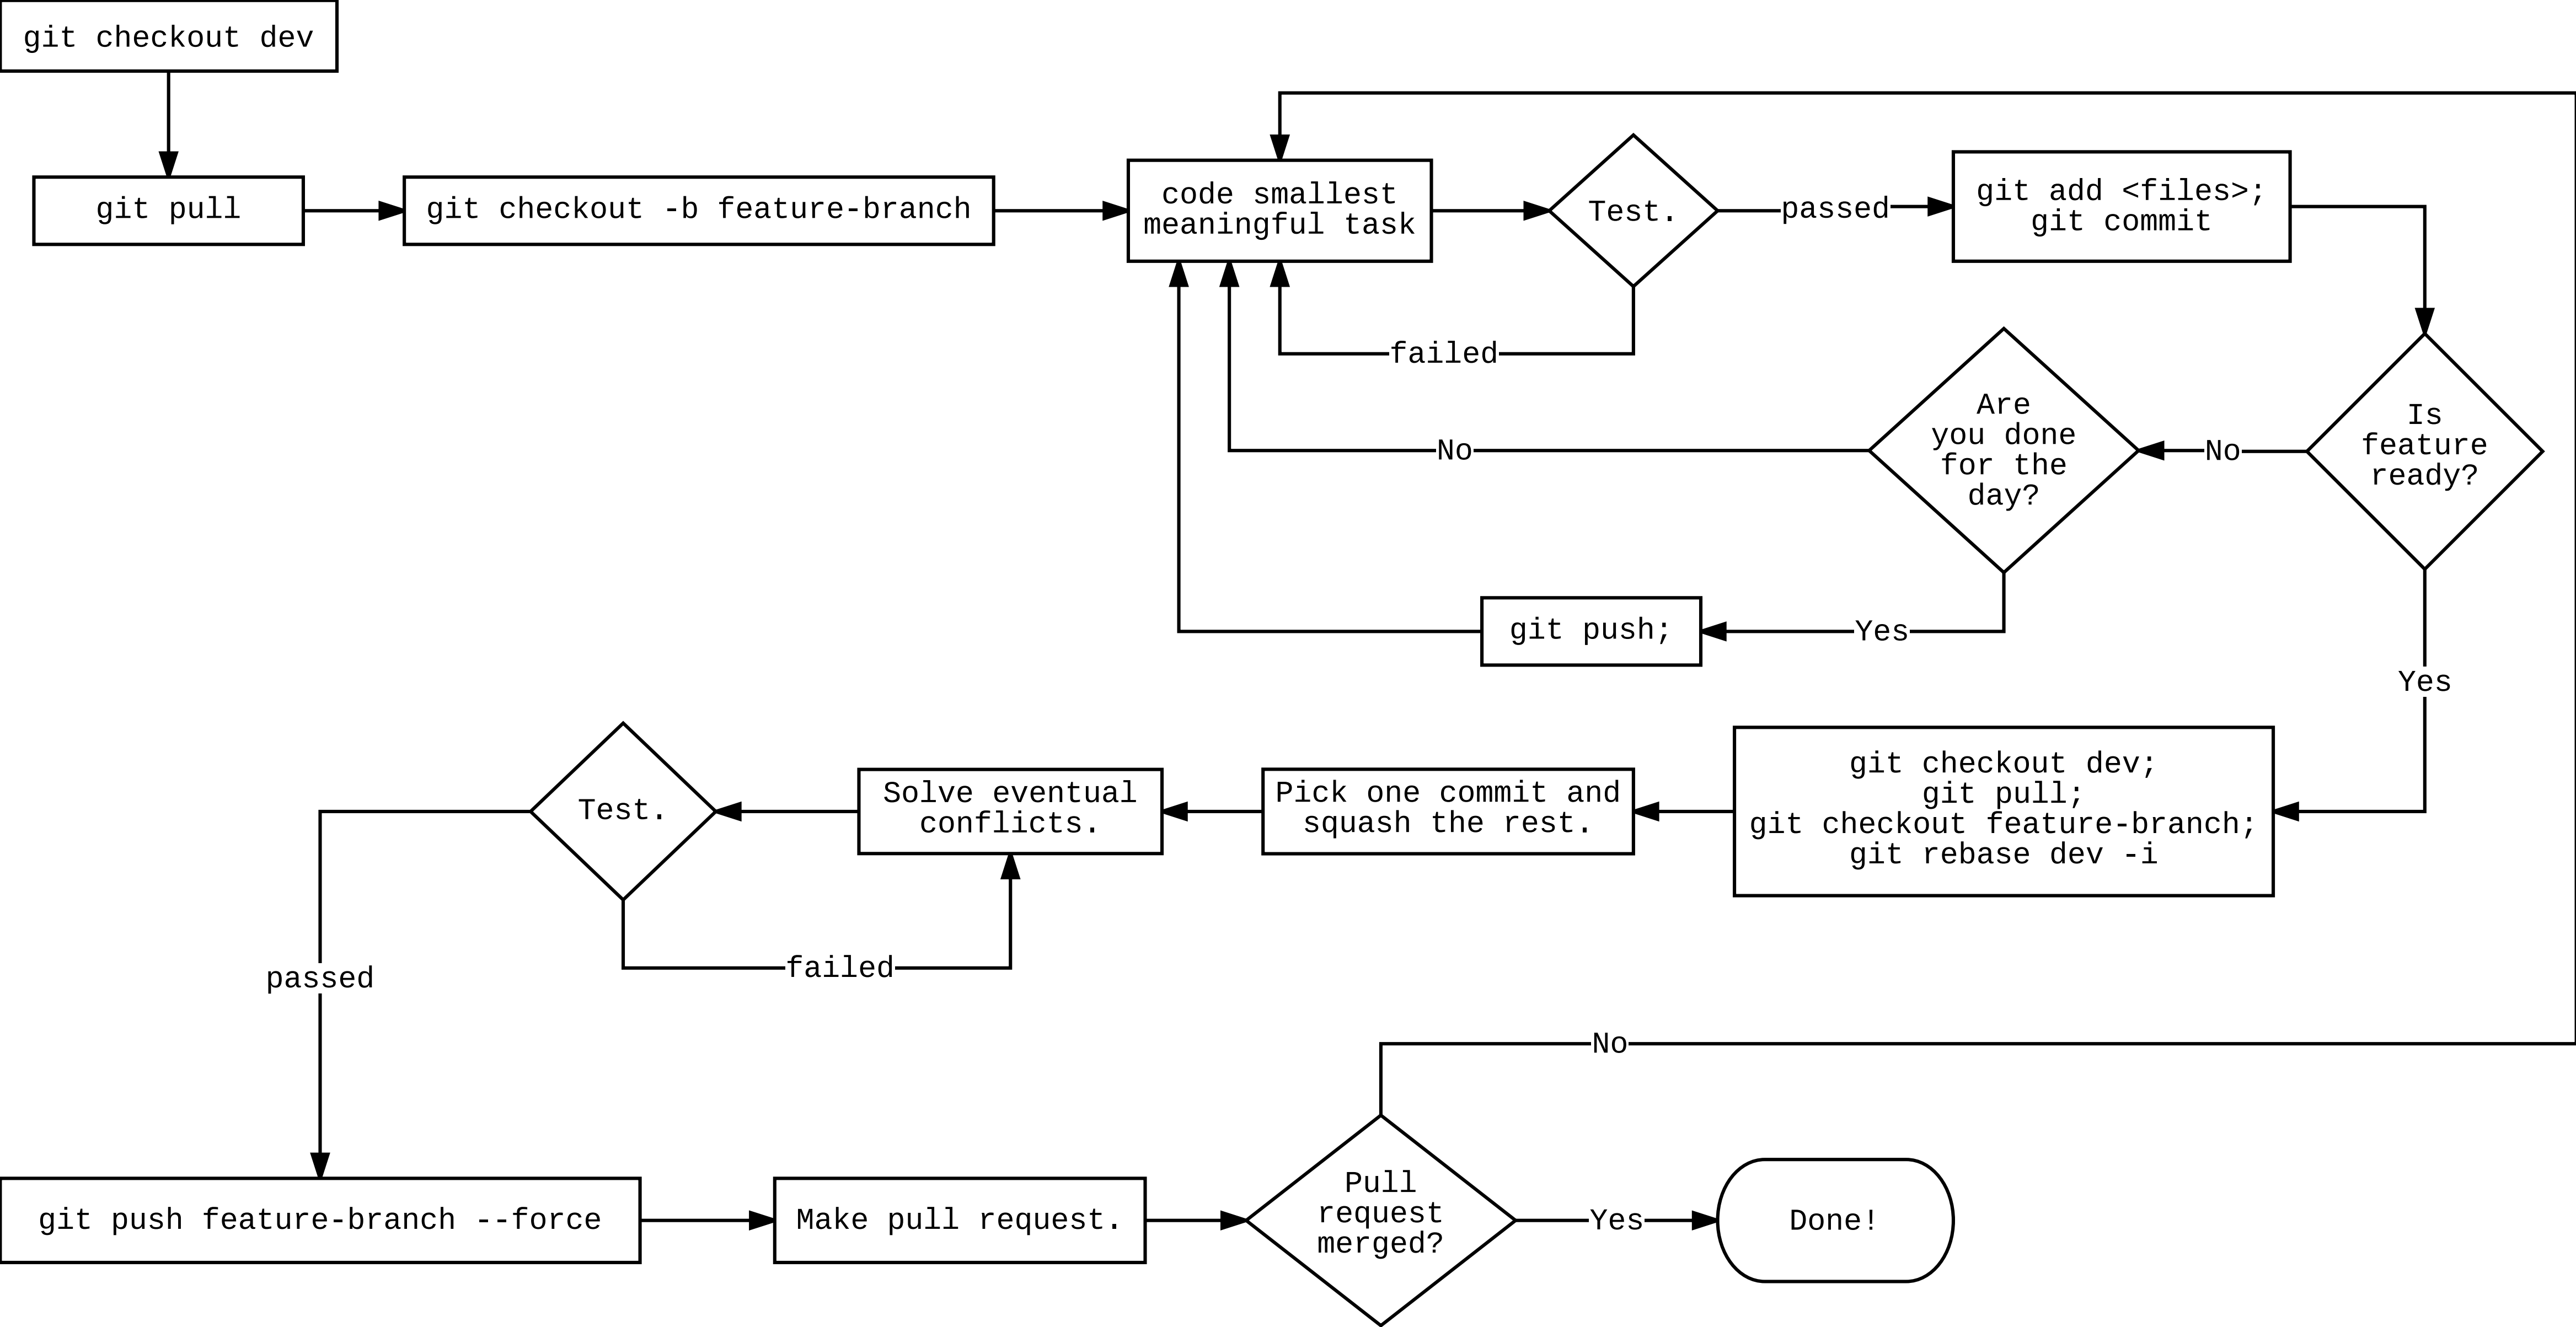 git checkout dev
git pull
git checkout -b feature-branch
code smallest
meaningful task
Test.
passed
git add <files>;
git commit
failed
Is
feature
ready?
No
Are
you done
for the
day?
No
Yes
git push;
Yes
git checkout dev;
git pull;
git checkout feature-branch;
git rebase dev -i
Pick one commit and
squash the rest.
Solve eventual
conflicts.
Test.
failed
passed
git push feature-branch --force
Make pull request.
Pull
request
merged?
No
Yes
Done!